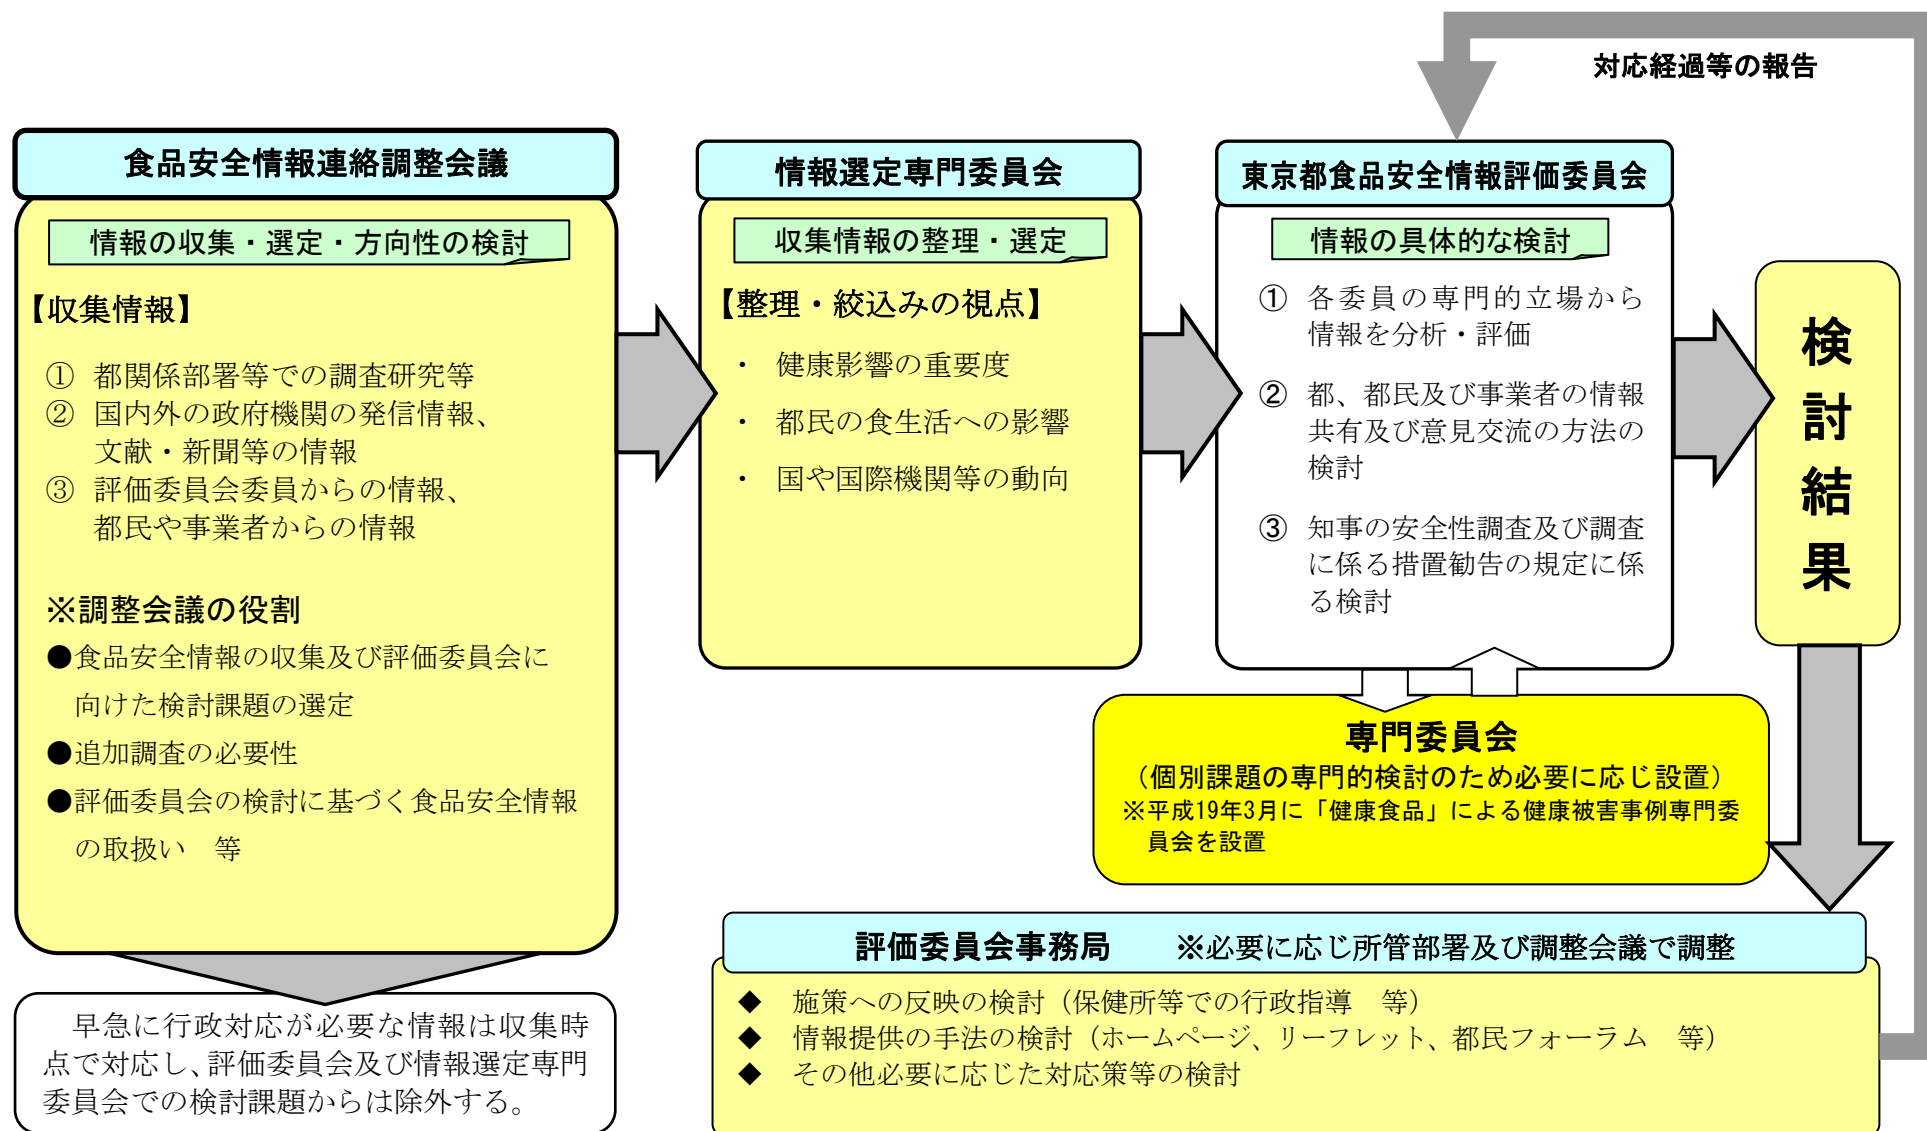 対応経過等の報告
食品安全情報連絡調整会議
情報の収集・選定・方向性の検討
【収集情報】
① 都関係部署等での調査研究等
② 国内外の政府機関の発信情報、
文献・新聞等の情報
③ 評価委員会委員からの情報、
都民や事業者からの情報
※調整会議の役割
●食品安全情報の収集及び評価委員会に
向けた検討課題の選定
●追加調査の必要性
●評価委員会の検討に基づく食品安全情報
の取扱い 等
早急に行政対応が必要な情報は収集時
点で対応し、評価委員会及び情報選定専門
委員会での検討課題からは除外する。
情報選定専門委員会
収集情報の整理・選定
【整理・絞込みの視点】
・ 健康影響の重要度
・ 都民の食生活への影響
・ 国や国際機関等の動向
東京都食品安全情報評価委員会
情報の具体的な検討
① 各委員の専門的立場から
情報を分析・評価
② 都、都民及び事業者の情報
共有及び意見交流の方法の
検討
③ 知事の安全性調査及び調査
に係る措置勧告の規定に係
る検討
専門委員会
（個別課題の専門的検討のため必要に応じ設置）
※平成19年3月に「健康食品」による健康被害事例専門委
員会を設置
検討結果
評価委員会事務局 ※必要に応じ所管部署及び調整会議で調整
◆ 施策への反映の検討（保健所等での行政指導 等）
◆ 情報提供の手法の検討（ホームページ、リーフレット、都民フォーラム 等）
◆ その他必要に応じた対応策等の検討